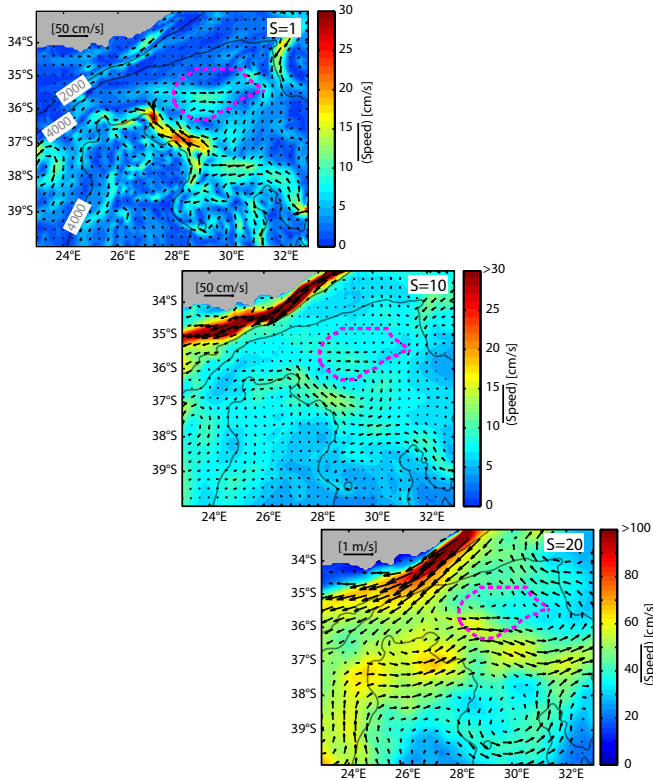 [50 cm/s]
S=1
34°S
35°S
36°S
37°S
38°S
39°S
2000
4000
4000
24°E
26°E
28°E
30°E
32°E
30
25
20
15
10
5
0
(Speed) [cm/s]
[50 cm/s]
S=10
34°S
35°S
36°S
37°S
38°S
39°S
24°E
26°E
28°E
30°E
32°E
>30
25
20
15
10
5
0
(Speed) [cm/s]
[1 m/s]
S=20
34°S
35°S
36°S
37°S
38°S
39°S
24°E
26°E
28°E
30°E
32°E
>100
80
60
40
20
0
(Speed) [cm/s]